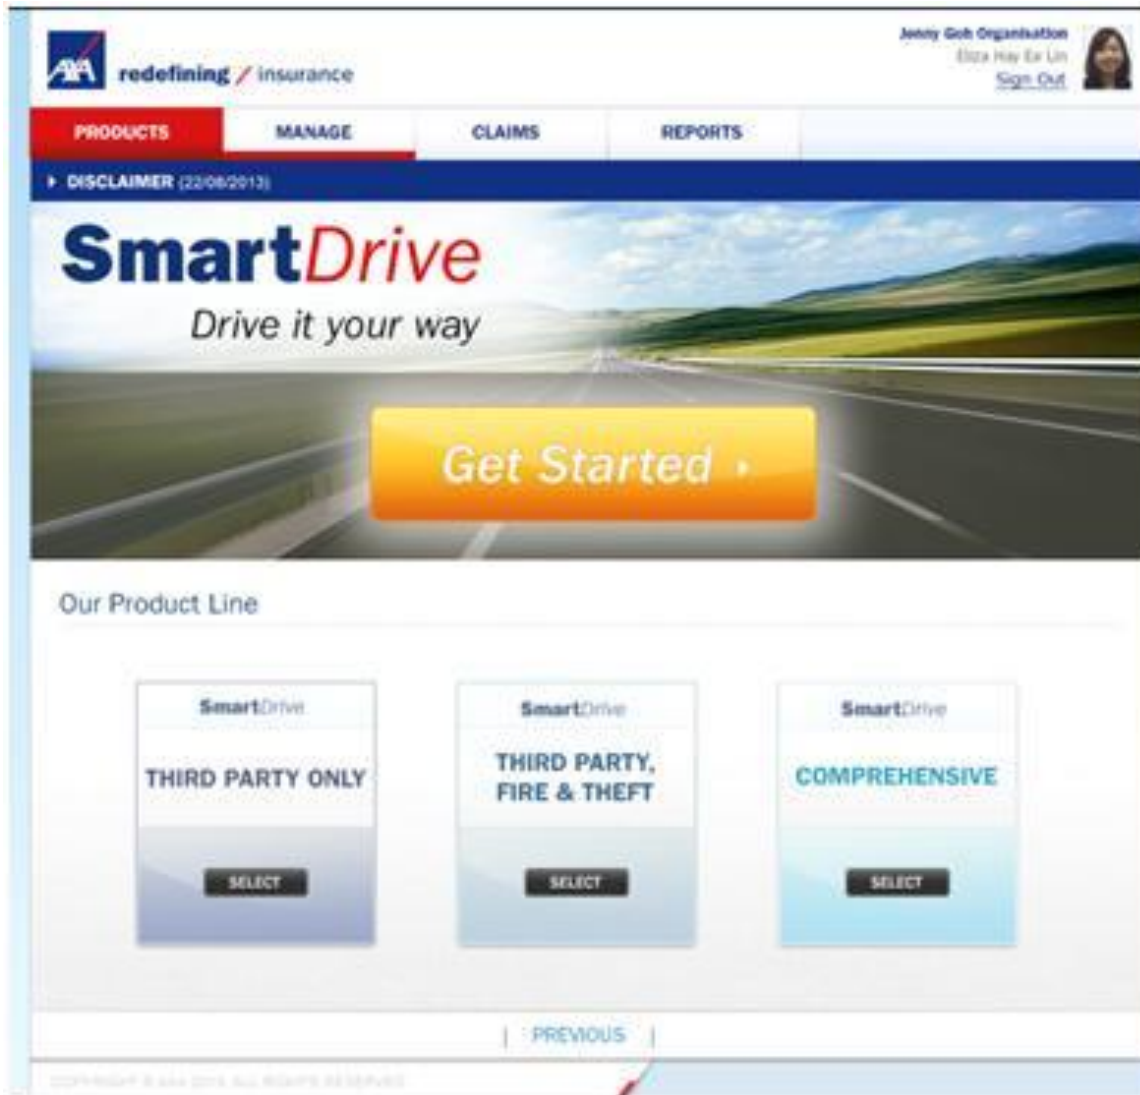 Jenny Goh Organisation
Sign Out
AXA
redefining / insurance
PRODUCTS
MANAGE
CLAIMS
REPORTS
DISCLAIMER (22/08/2013)
SmartDrive
Drive it your way
Get Started
Our Product Line
SmartDrive
THIRD PARTY ONLY
SELECT
SmartDrive
THIRD PARTY,
FIRE & THEFT
SELECT
SmartDrive
COMPREHENSIVE
SELECT
| PREVIOUS |